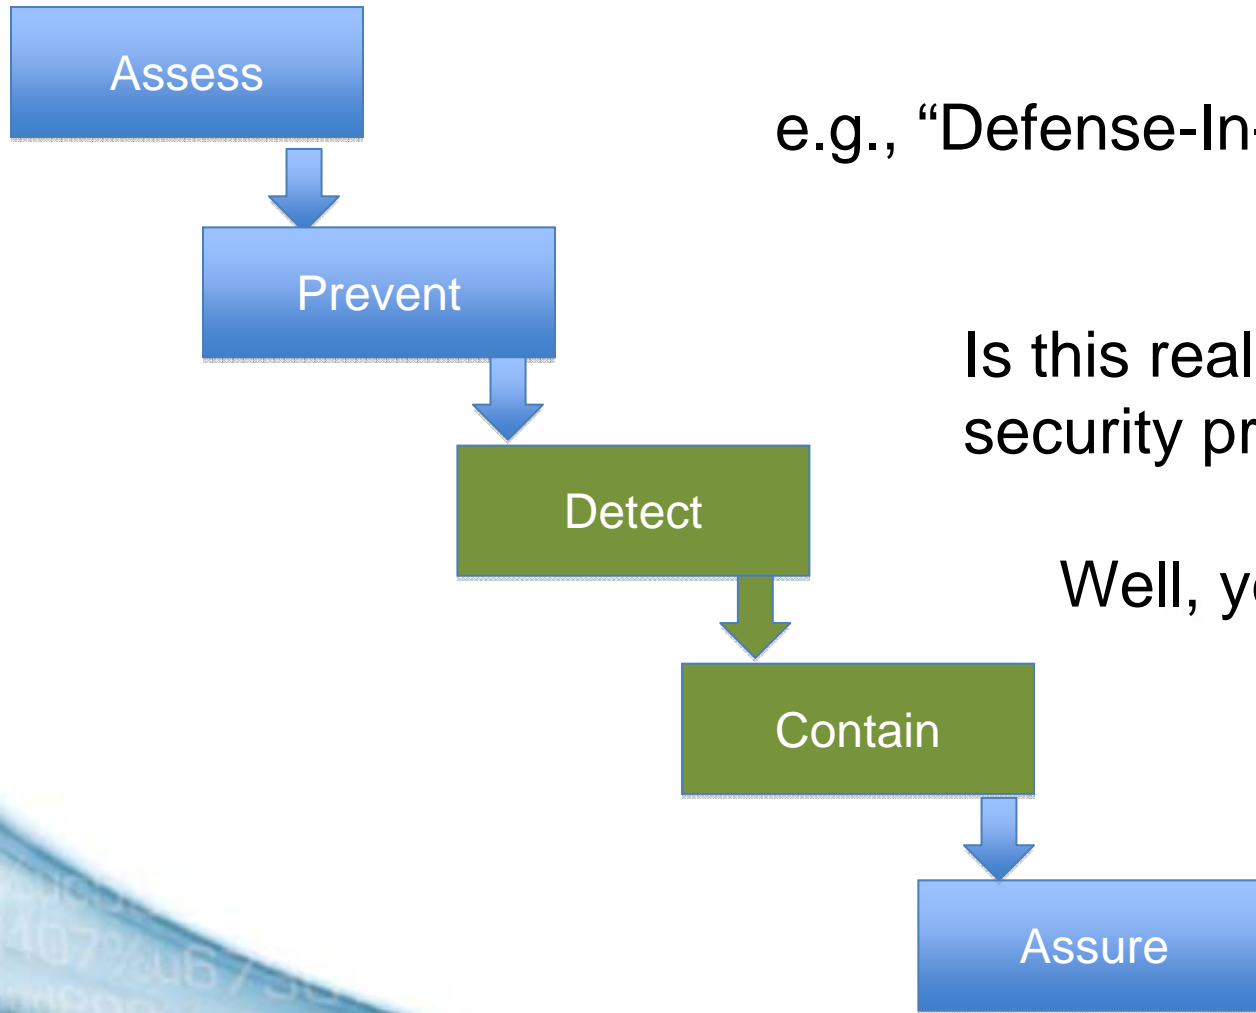 Assess
e.g., “Defense-In-
Prevent
Is this real
security pr
Detect
Well, y
Contain
Assure